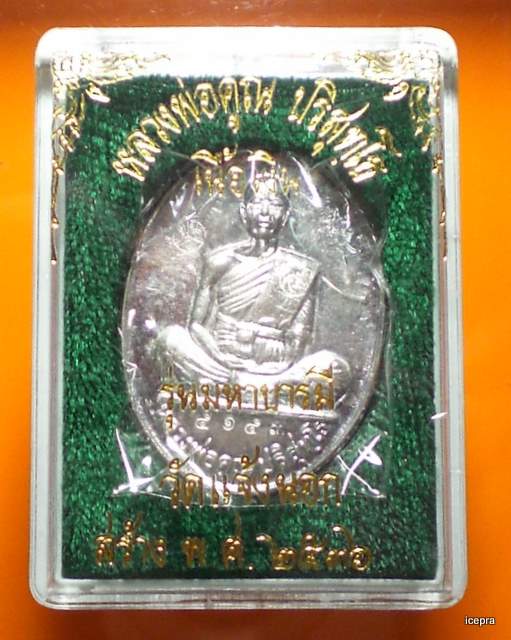 หลวงพ่อคูณ ปริสุทฺโธ
เนื้อเงิน
รุ่นมหาบารมี
วัดแจ้งนอก
สร้าง พ.ศ. ๒๕๓๖
icepra